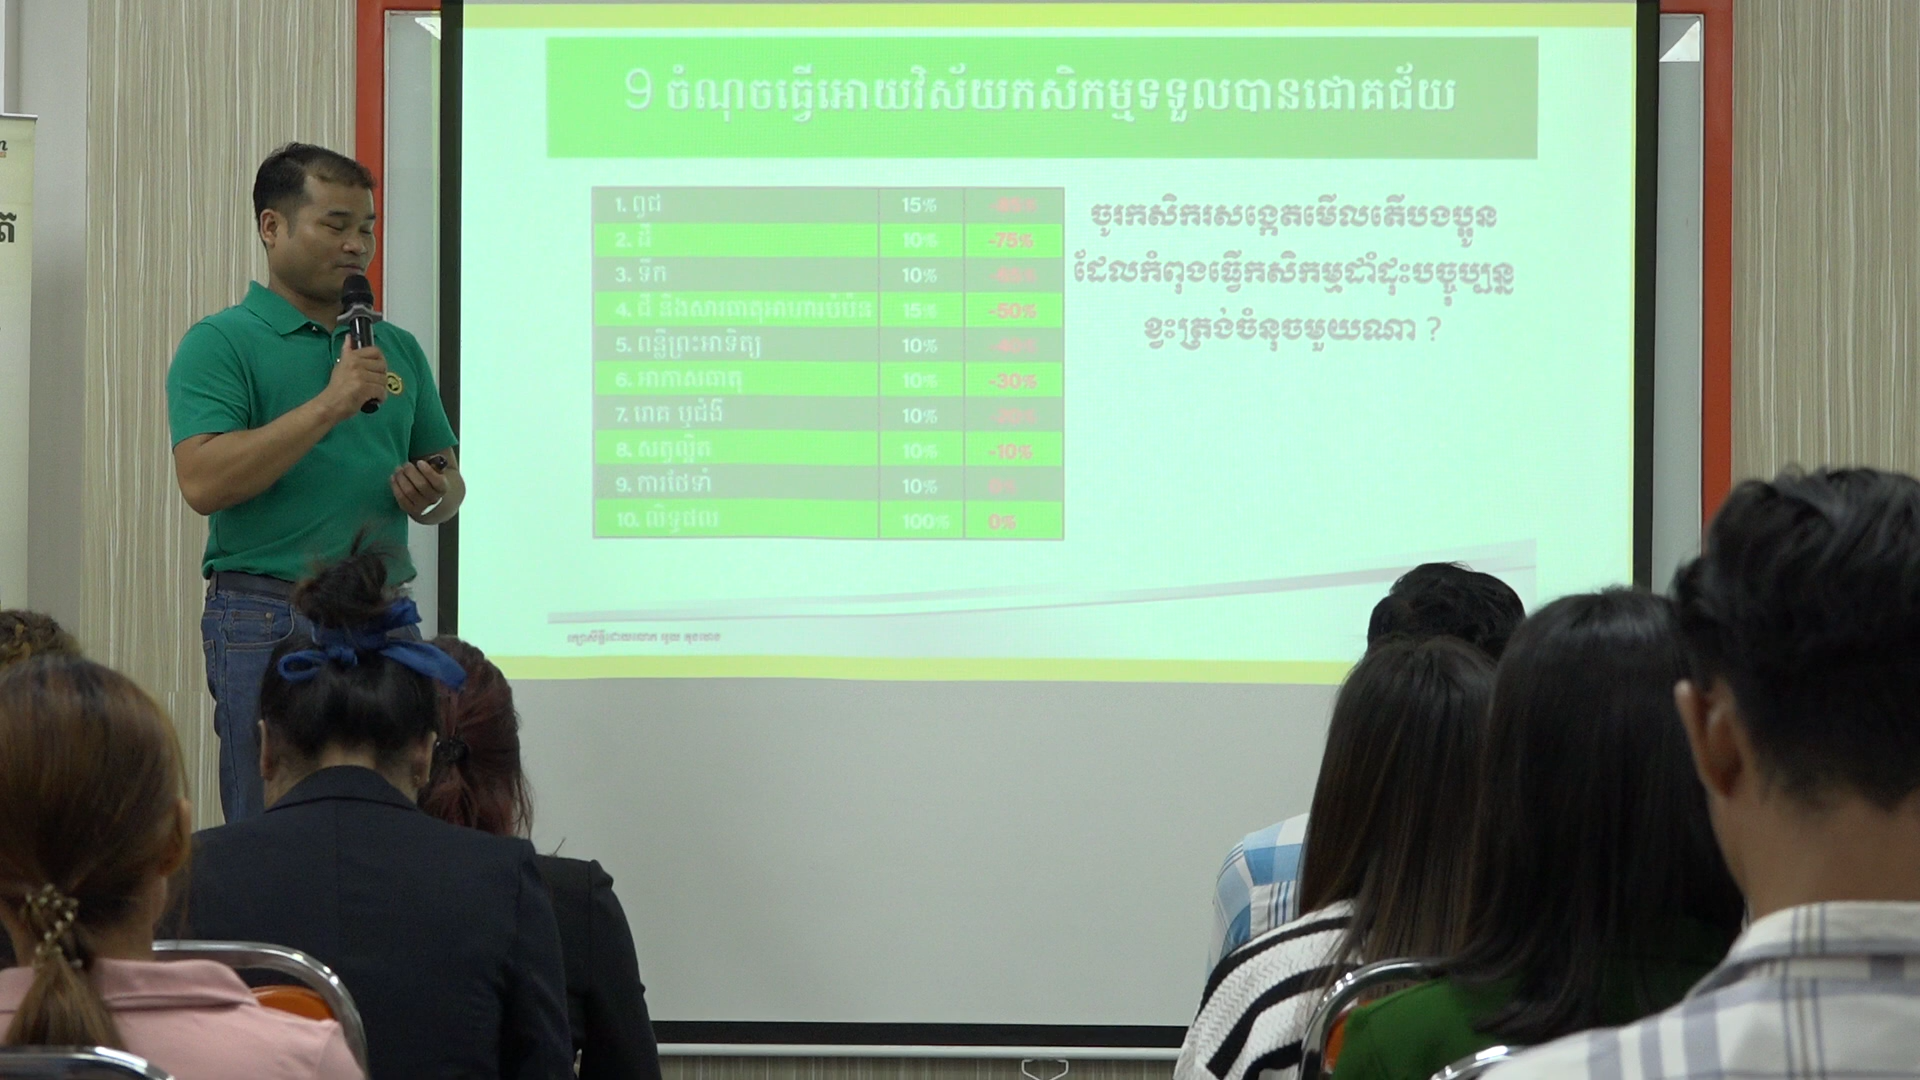 9 ចំណុចធ្វើអោយវិស័យកសិកម្មទទួលបានជោគជ័យ
1. ពូជ 15%
2. ដី 10% -75%
3. ទឹក 10%
4. ជី និងសារធាតុអាហារបំប៉ន 15% -50%
5. ពន្លឺព្រះអាទិត្យ 10%
6. អាកាសធាតុ 10% -30%
7. រោគ ឬជំងឺ 10%
8. សត្វល្អិត 10% -10%
9. ការថែទាំ 10%
10. លិទ្ធផល 100% 0%
ចូរកសិករសង្កេតមើលតើបងប្អូន
ដែលកំពុងធ្វើកសិកម្មដាំដុះបច្ចុប្បន្ន
ខ្វះត្រង់ចំនុចមួយណា ?